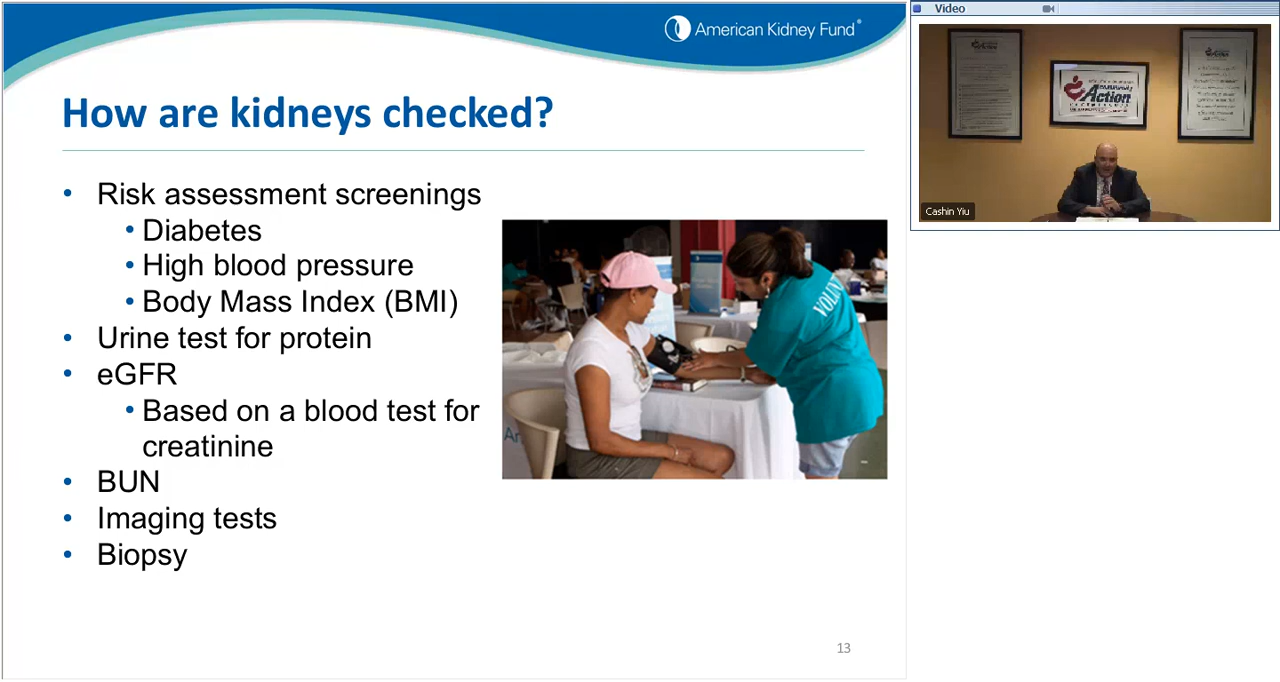 American Kidney Fund®
How are kidneys checked?
• Risk assessment screenings
• Diabetes
• High blood pressure
• Body Mass Index (BMI)
• Urine test for protein
• eGFR
• Based on a blood test for
creatinine
• BUN
• Imaging tests
• Biopsy
13
Video
Community
Action
Cashin Yiu